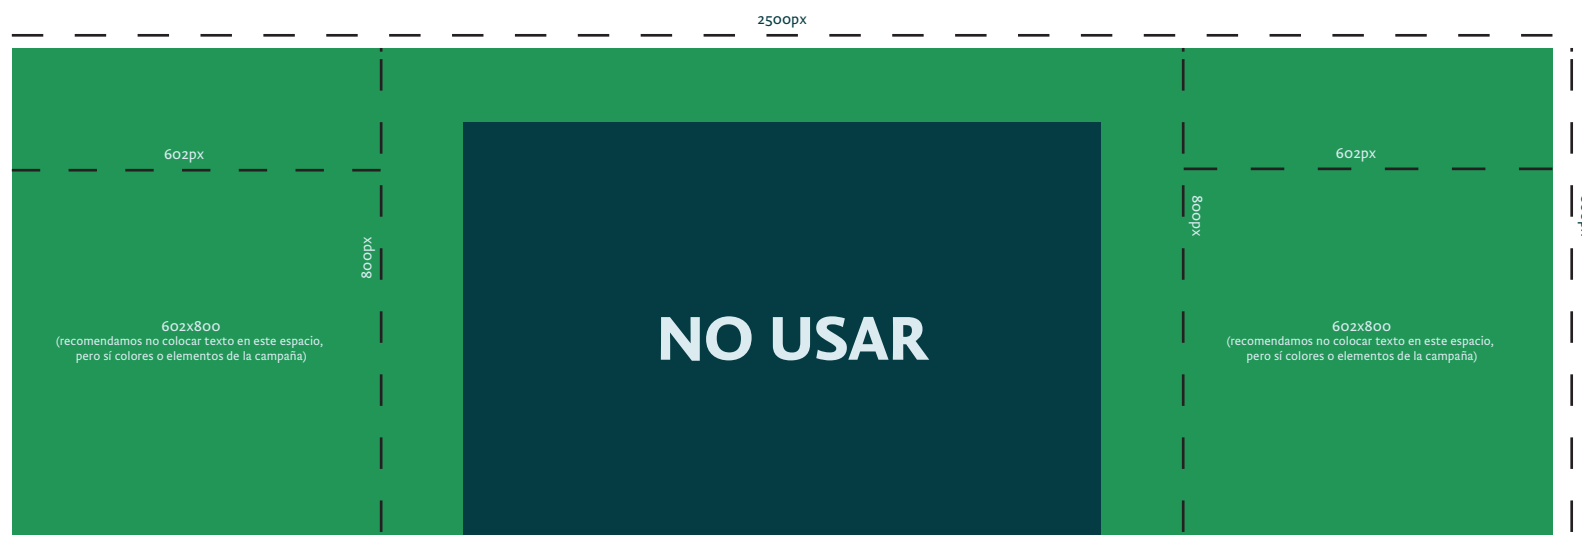 2500px
602px
602px
800px
800px
NO USAR
602x800
(recomendamos no colocar texto en este espacio,
pero sí colores o elementos de la campaña)
602x800
(recomendamos no colocar texto en este espacio,
pero sí colores o elementos de la campaña)